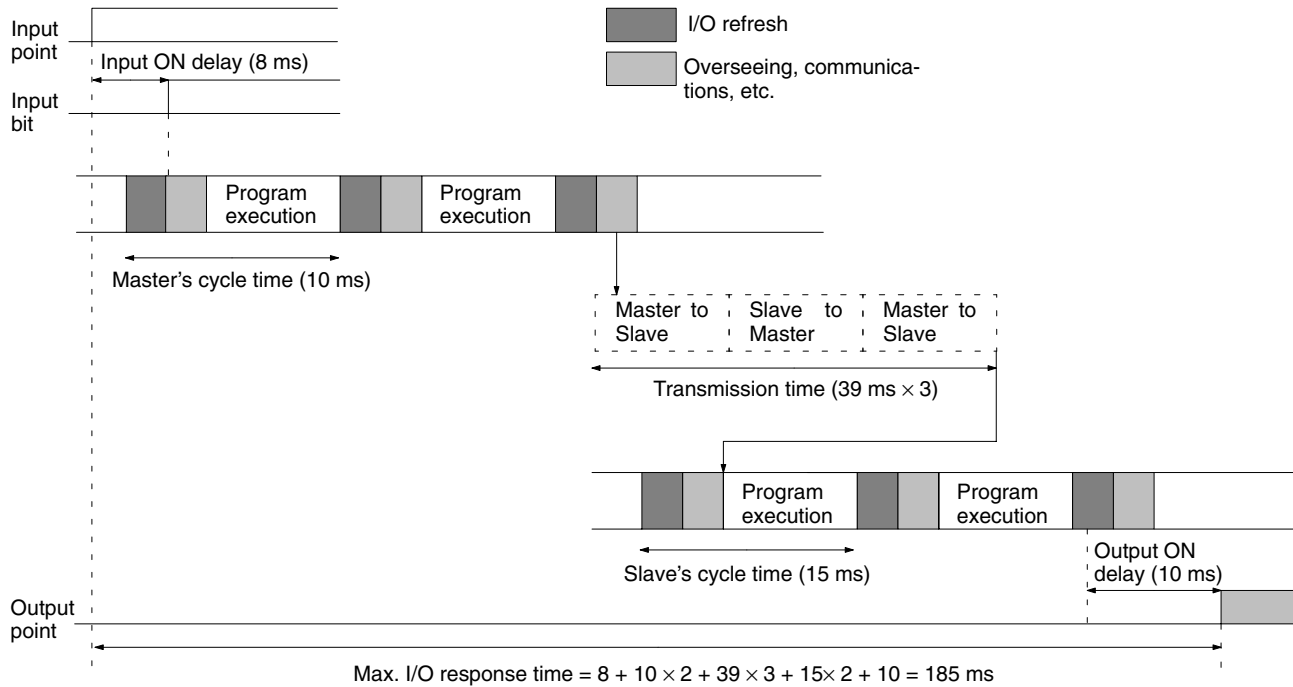 Input
point
I/O refresh
Input ON delay (8 ms)
Overseeing, communica-
tions, etc.
Input
bit
Program
execution
Program
execution
Master's cycle time (10 ms)
Master to
Slave
Slave to
Master
Master to
Slave
Transmission time (39 ms × 3)
Program
execution
Program
execution
Slave's cycle time (15 ms)
Output ON
delay (10 ms)
Output
point
Max. I/O response time = 8 + 10 × 2 + 39 × 3 + 15× 2 + 10 = 185 ms